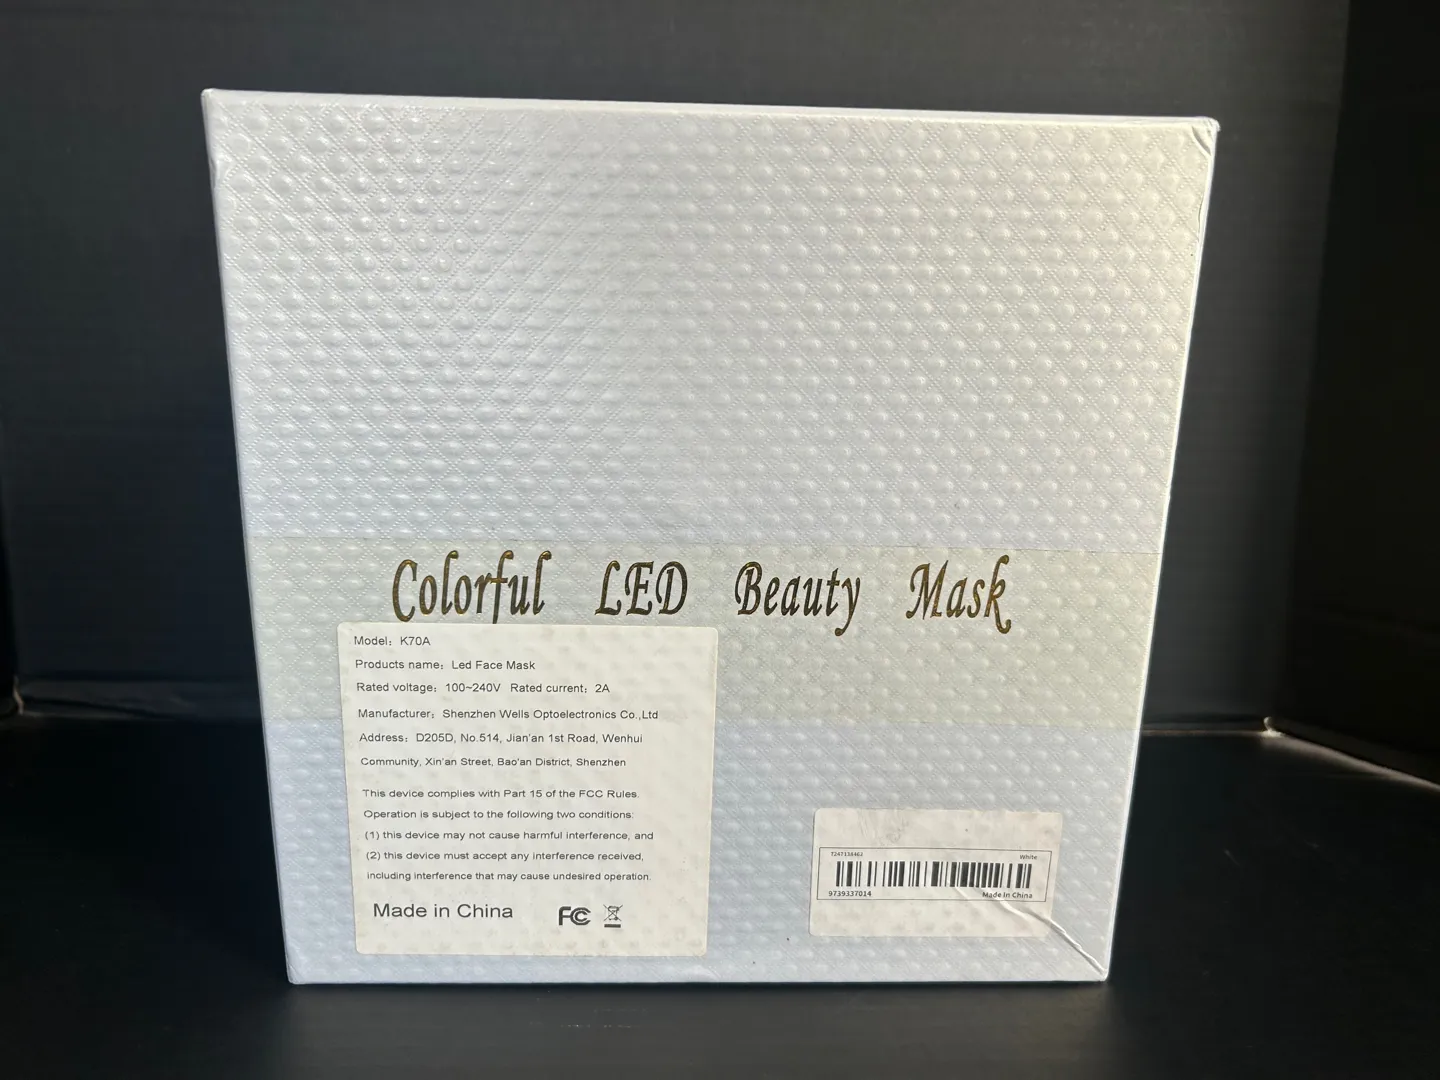 Colorful LED Beauty Mask
Model: K70A
Products name: Led Face Mask
Rated voltage: 100~240V Rated current: 2A
Manufacturer: Shenzhen Wells Optoelectronics Co.,Ltd
Address: D205D, No.514, Jian'an 1st Road, Wenhui
Community, Xin'an Street, Bao'an District, Shenzhen
This device complies with Part 15 of the FCC Rules.
Operation is subject to the following two conditions:
(1) this device may not cause harmful interference, and
(2) this device must accept any interference received,
including interference that may cause undesired operation.
Made in China FC
White
9739337014 Made In China